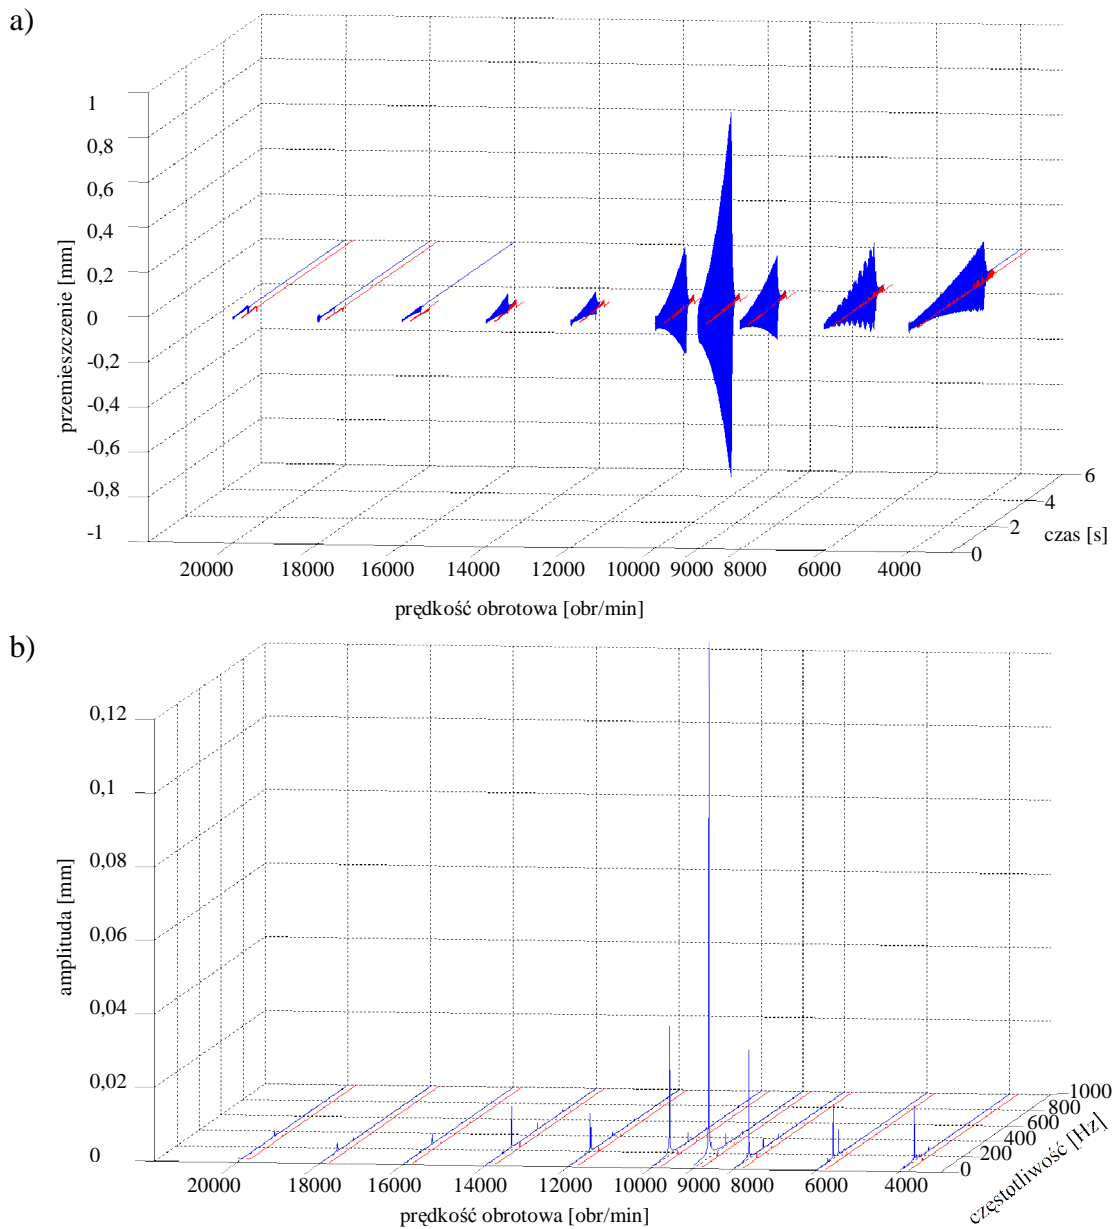 a)
1
0,8
0,6
0,4
0,2
0
-0,2
-0,4
-0,6
-0,8
-1
przemieszczenie [mm]
20000 18000 16000 14000 12000 10000 9000 8000 6000 4000
prędkość obrotowa [obr/min]
0 2 4 6
czas [s]
b)
0,12
0,1
0,08
0,06
0,04
0,02
0
amplituda [mm]
20000 18000 16000 14000 12000 10000 9000 8000 6000 4000
prędkość obrotowa [obr/min]
0 200 400 600 800 1000
częstotliwość [Hz]